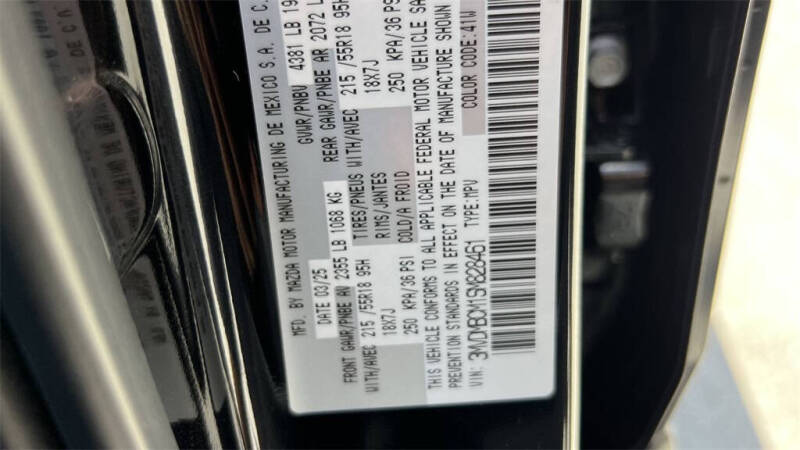 MFD. BY MAZDA MOTOR MANUFACTURING DE MEXICO S.A. DE C.
DATE 03/25 GVWR/PNBV 4381 LB 19
FRONT GAWR/PNBE AV 2355 LB 1068 KG REAR GAWR/PNBE AR 2072 L
WITH/AVEC 215 /55R18 95H TIRES/PNEUS WITH/AVEC 215 /55R18 95H
18X7J RIMS/JANTES 18X7J
250 KPA/36 PSI COLD/A FROID 250 KPA/36 PS
THIS VEHICLE CONFORMS TO ALL APPLICABLE FEDERAL MOTOR VEHICLE SA
PREVENTION STANDARDS IN EFFECT ON THE DATE OF MANUFACTURE SHOWN
VIN: TYPE: MPV COLOR CODE: 41W